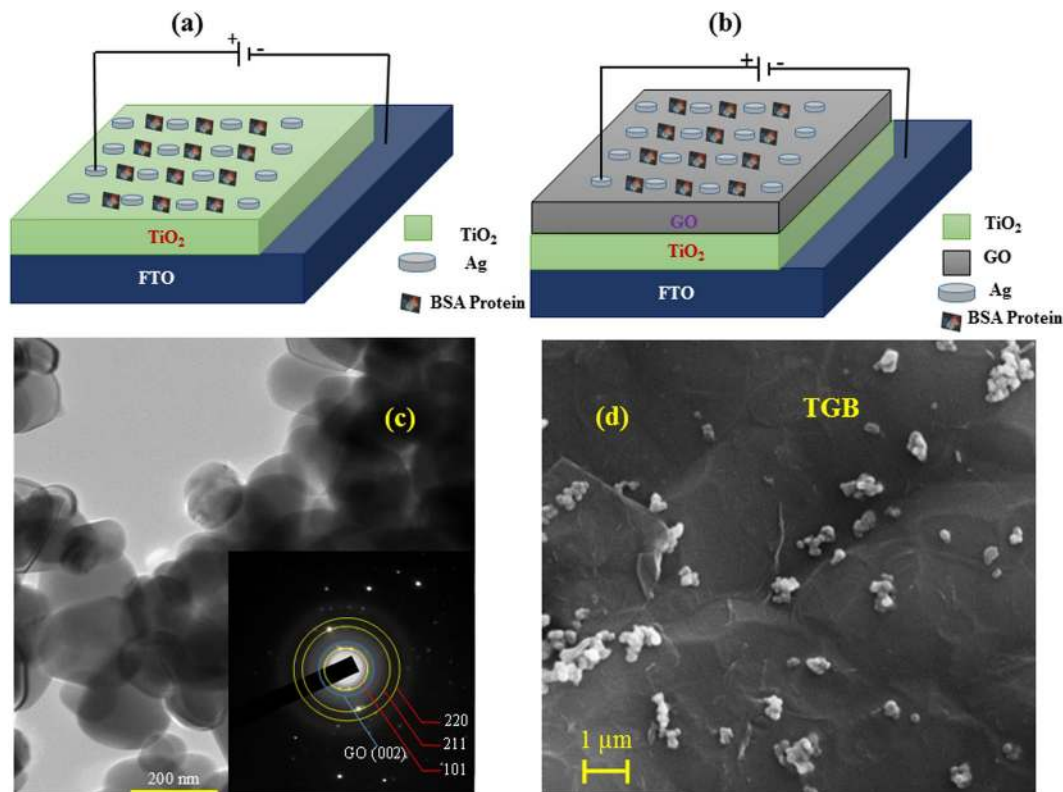 (a)
+ -
TiO₂
FTO
TiO₂
Ag
BSA Protein
(b)
+ -
GO
TiO₂
FTO
TiO₂
GO
Ag
BSA Protein
(c)
220
211
GO (002)
101
200 nm
(d)
TGB
1 µm